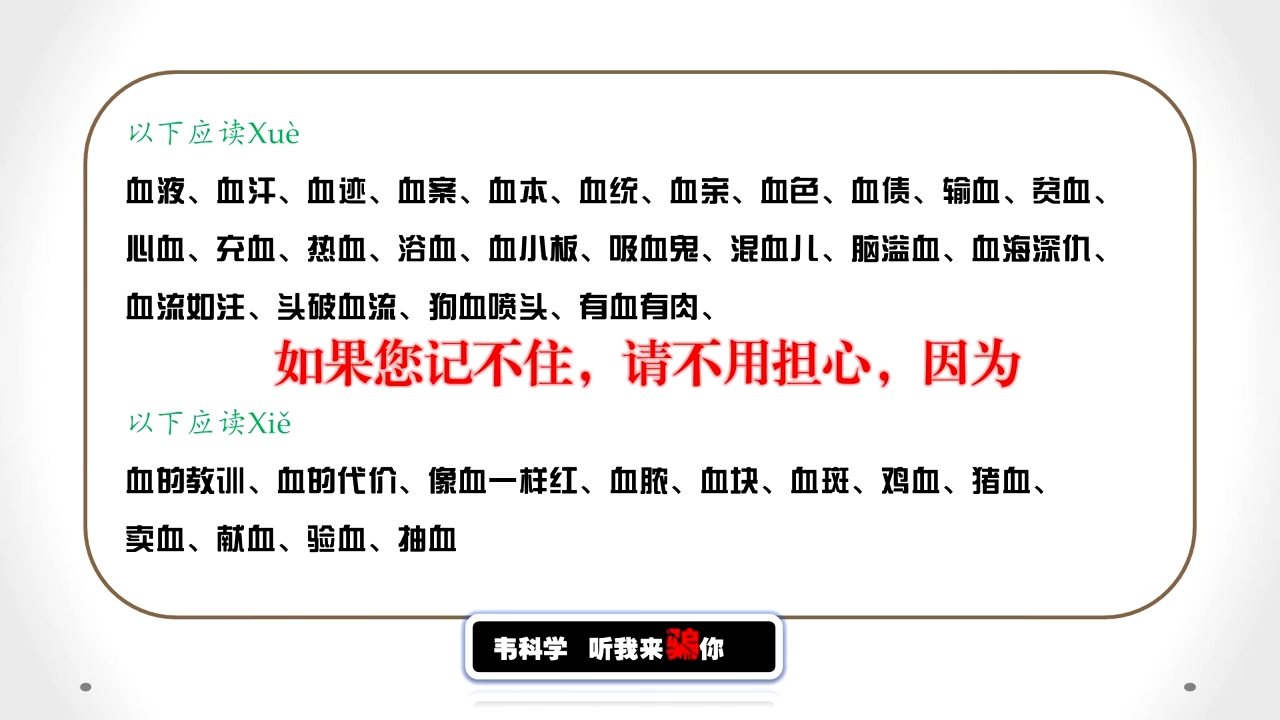 以下应读Xuè
血液、血汗、血迹、血案、血本、血统、血亲、血色、血债、输血、贫血、
心血、充血、热血、浴血、血小板、吸血鬼、混血儿、脑溢血、血海深仇、
血流如注、头破血流、狗血喷头、有血有肉、
如果您记不住，请不用担心，因为
以下应读Xiě
血的教训、血的代价、像血一样红、血脓、血块、血斑、鸡血、猪血、
卖血、献血、验血、抽血
韦科学 听我来骗你